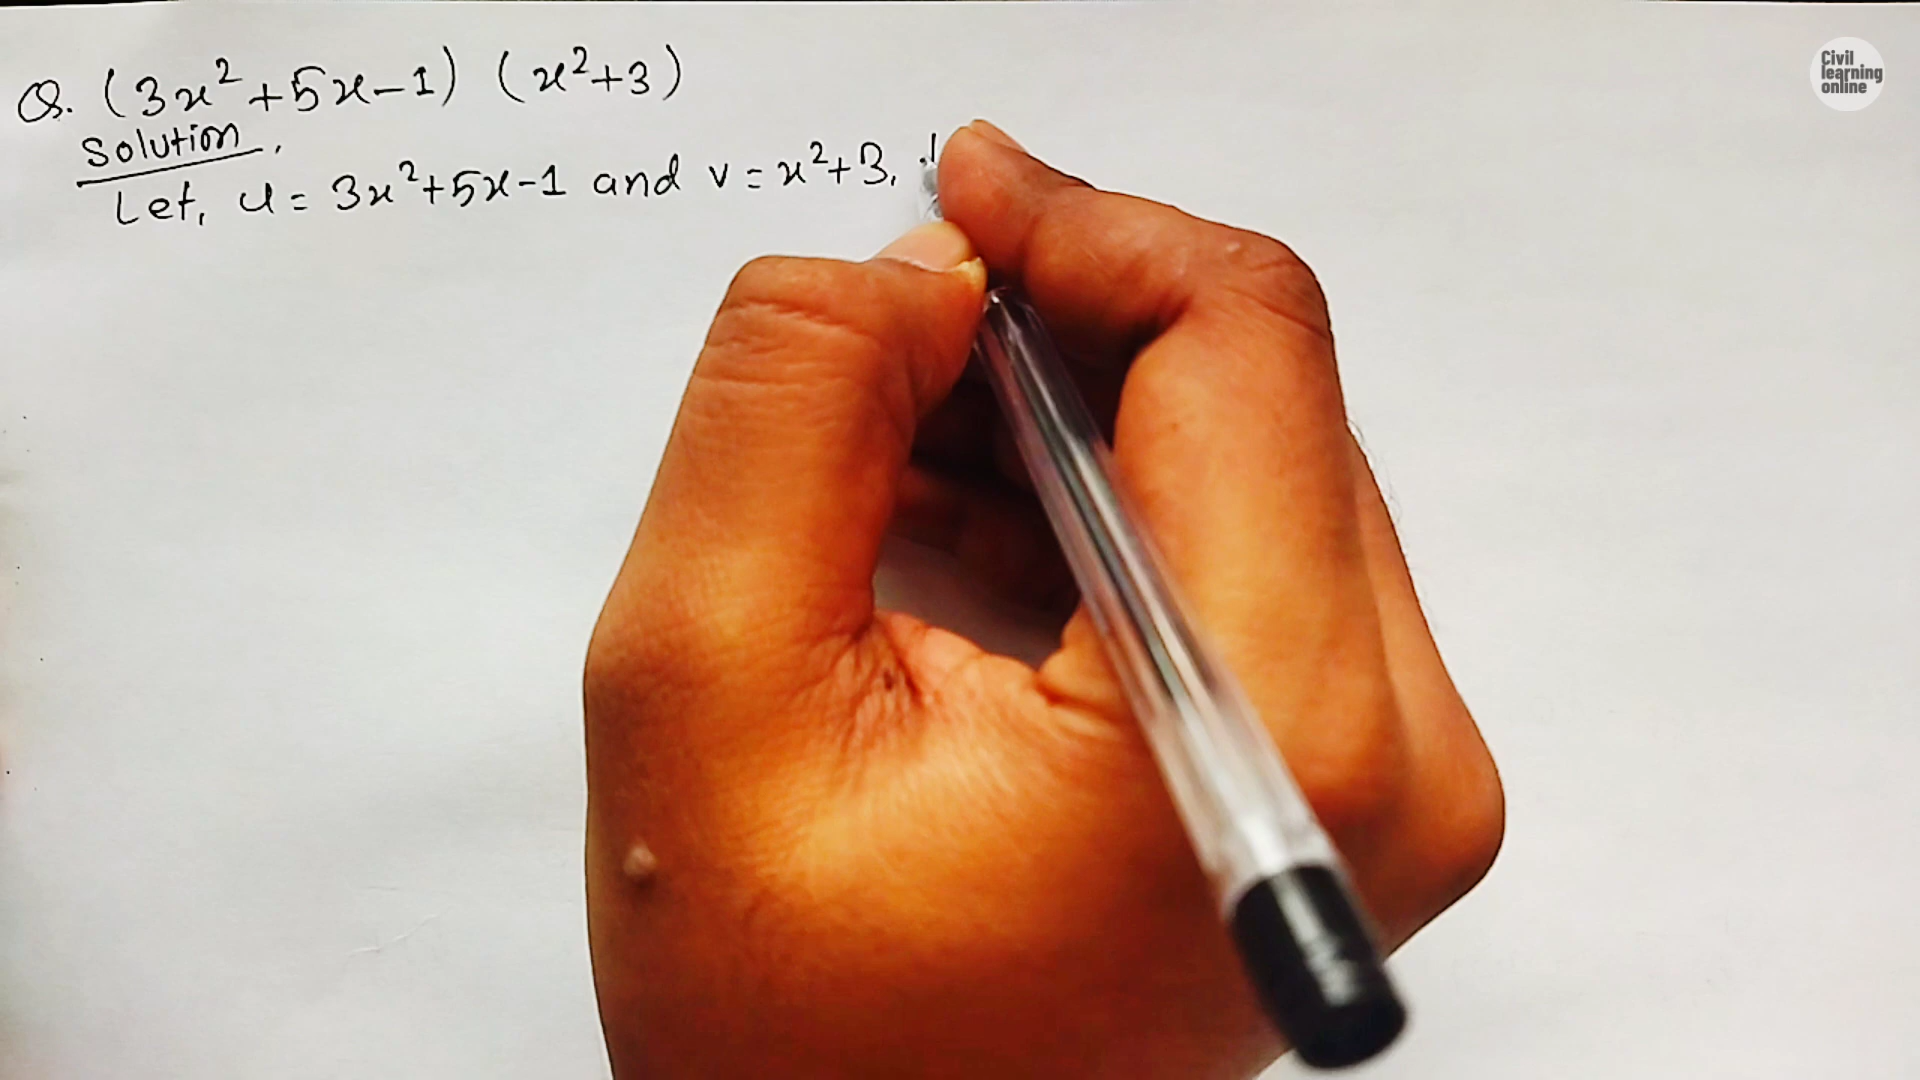 Q. (3x²+5x-1) (x²+3)
Solution,
Let, u = 3x²+5x-1 and v = x²+3,
Civil
learning
online